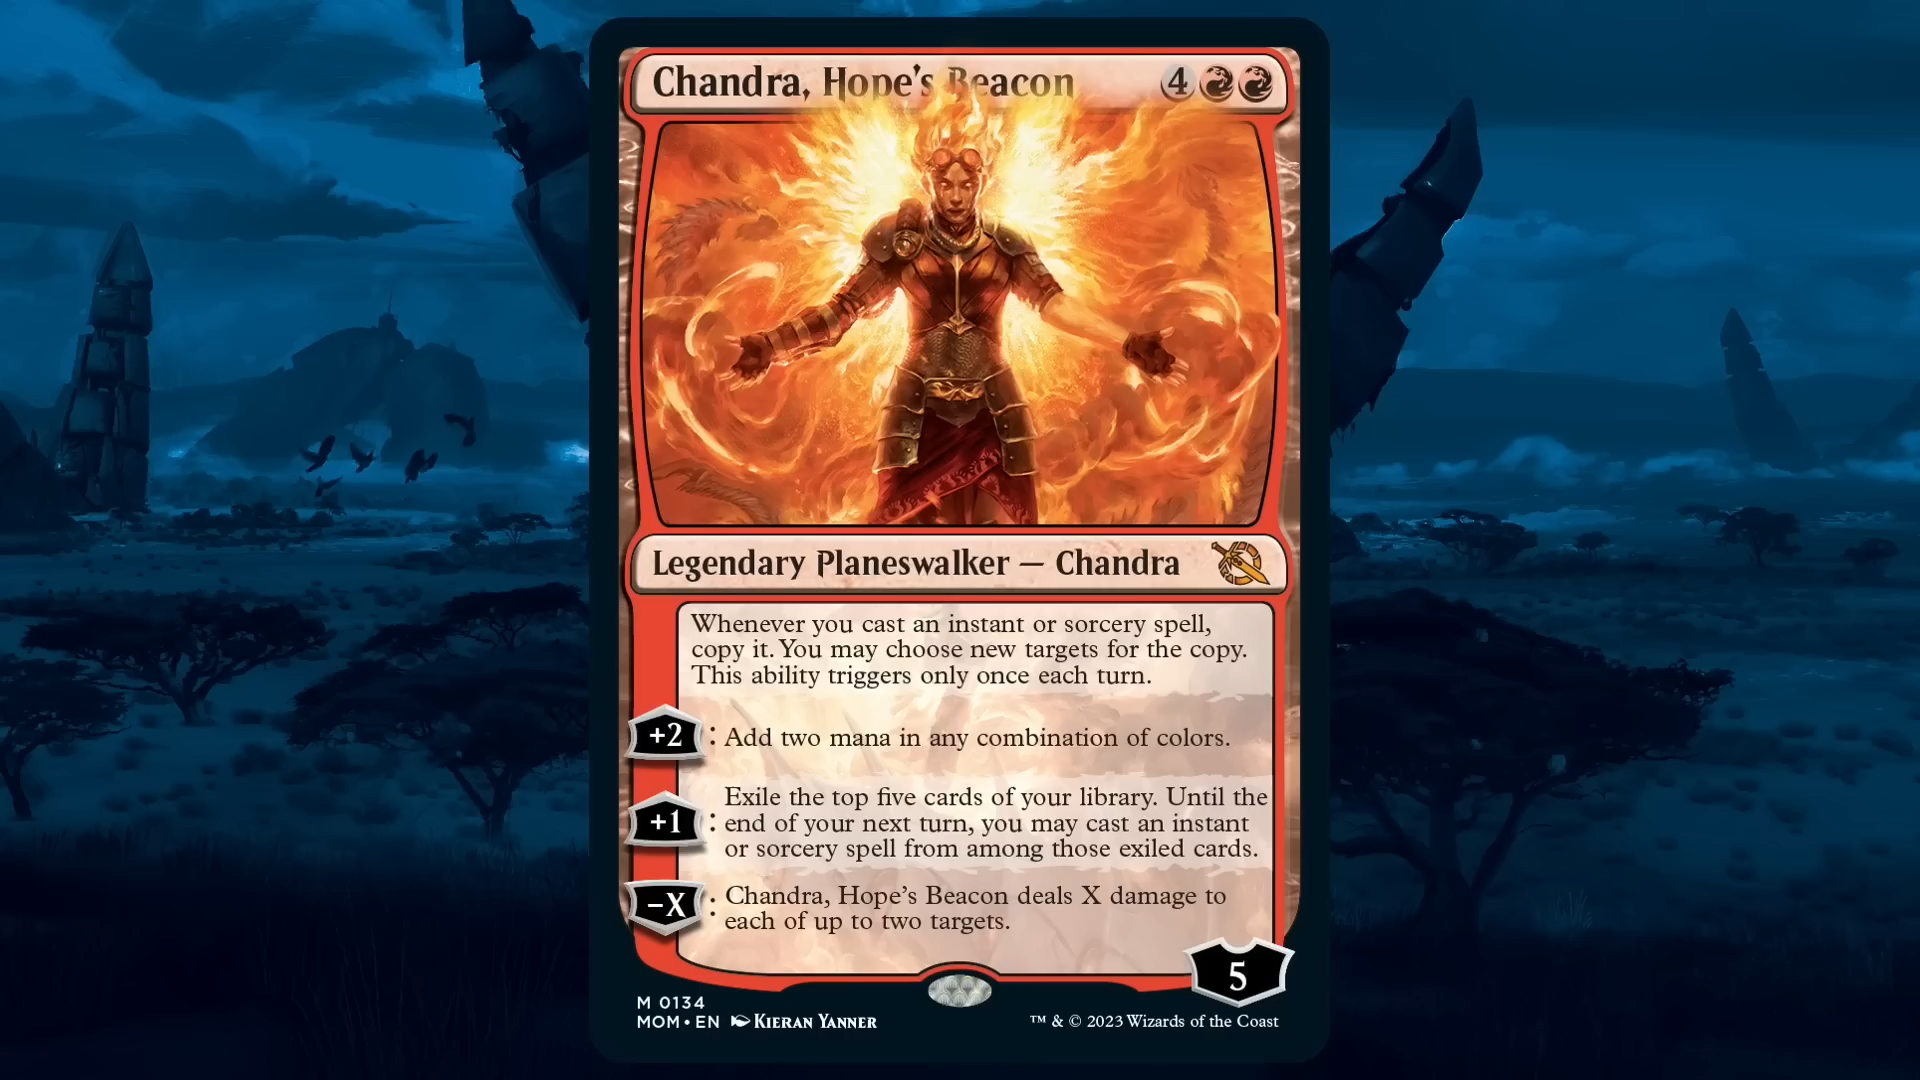 Chandra, Hope's Beacon 4
Legendary Planeswalker — Chandra
Whenever you cast an instant or sorcery spell,
copy it. You may choose new targets for the copy.
This ability triggers only once each turn.
+2 : Add two mana in any combination of colors.
Exile the top five cards of your library. Until the
+1 : end of your next turn, you may cast an instant
or sorcery spell from among those exiled cards.
−X : Chandra, Hope's Beacon deals X damage to
each of up to two targets.
5
M 0134
MOM • EN Kieran Yanner
™ & © 2023 Wizards of the Coast